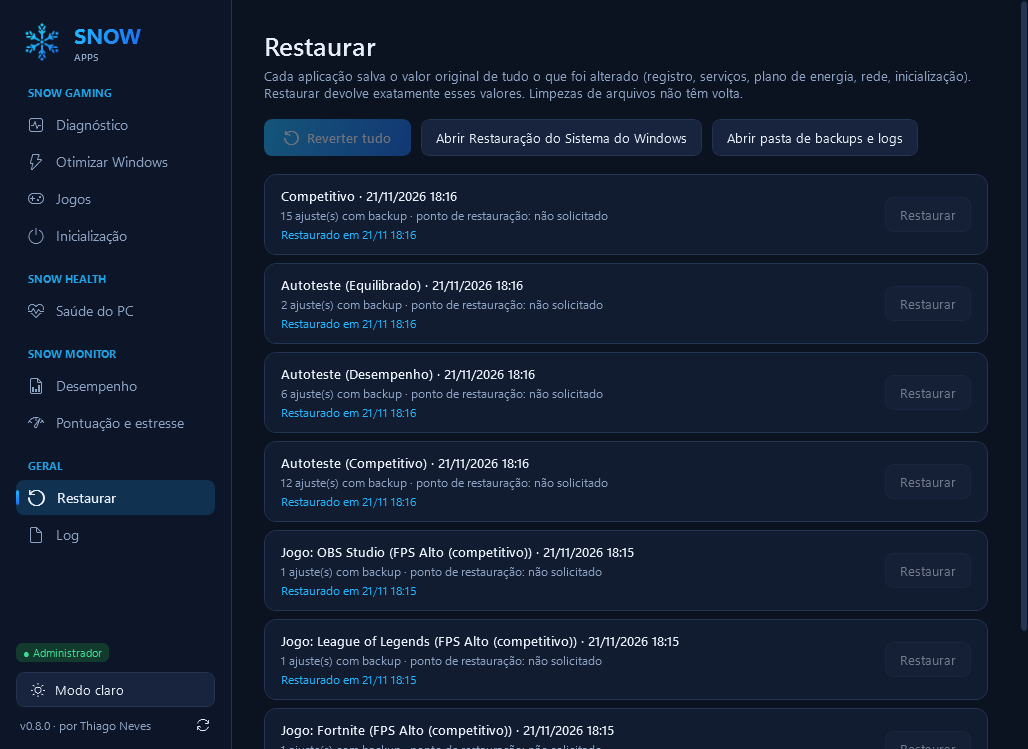 SNOW
APPS
SNOW GAMING
Diagnóstico
Otimizar Windows
Jogos
Inicialização
SNOW HEALTH
Saúde do PC
SNOW MONITOR
Desempenho
Pontuação e estresse
GERAL
Restaurar
Log
Administrador
Modo claro
v0.8.0 · por Thiago Neves
Restaurar
Cada aplicação salva o valor original de tudo o que foi alterado (registro, serviços, plano de energia, rede, inicialização).
Restaurar devolve exatamente esses valores. Limpezas de arquivos não têm volta.
Reverter tudo
Abrir Restauração do Sistema do Windows
Abrir pasta de backups e logs
Competitivo · 21/11/2026 18:16
15 ajuste(s) com backup · ponto de restauração: não solicitado
Restaurado em 21/11 18:16
Restaurar
Autoteste (Equilibrado) · 21/11/2026 18:16
2 ajuste(s) com backup · ponto de restauração: não solicitado
Restaurado em 21/11 18:16
Restaurar
Autoteste (Desempenho) · 21/11/2026 18:16
6 ajuste(s) com backup · ponto de restauração: não solicitado
Restaurado em 21/11 18:16
Restaurar
Autoteste (Competitivo) · 21/11/2026 18:16
12 ajuste(s) com backup · ponto de restauração: não solicitado
Restaurado em 21/11 18:16
Restaurar
Jogo: OBS Studio (FPS Alto (competitivo)) · 21/11/2026 18:15
1 ajuste(s) com backup · ponto de restauração: não solicitado
Restaurado em 21/11 18:15
Restaurar
Jogo: League of Legends (FPS Alto (competitivo)) · 21/11/2026 18:15
1 ajuste(s) com backup · ponto de restauração: não solicitado
Restaurado em 21/11 18:15
Restaurar
Jogo: Fortnite (FPS Alto (competitivo)) · 21/11/2026 18:15
1 ajuste(s) com backup · ponto de restauração: não solicitado
Restaurar